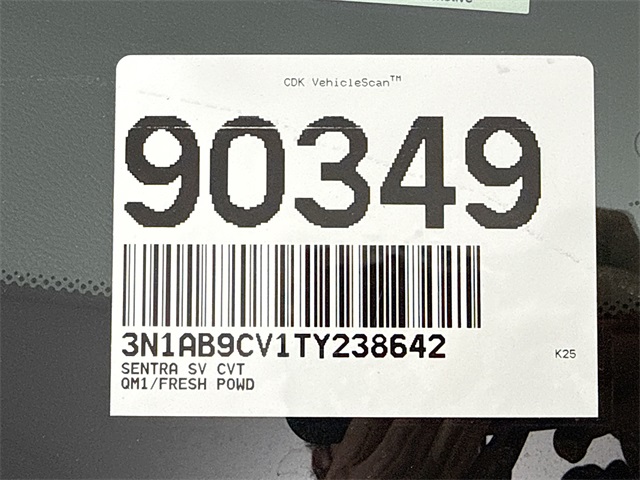 CDK VehicleScan™
90349
3N1AB9CV1TY238642
SENTRA SV CVT
QM1/FRESH POWD
K25